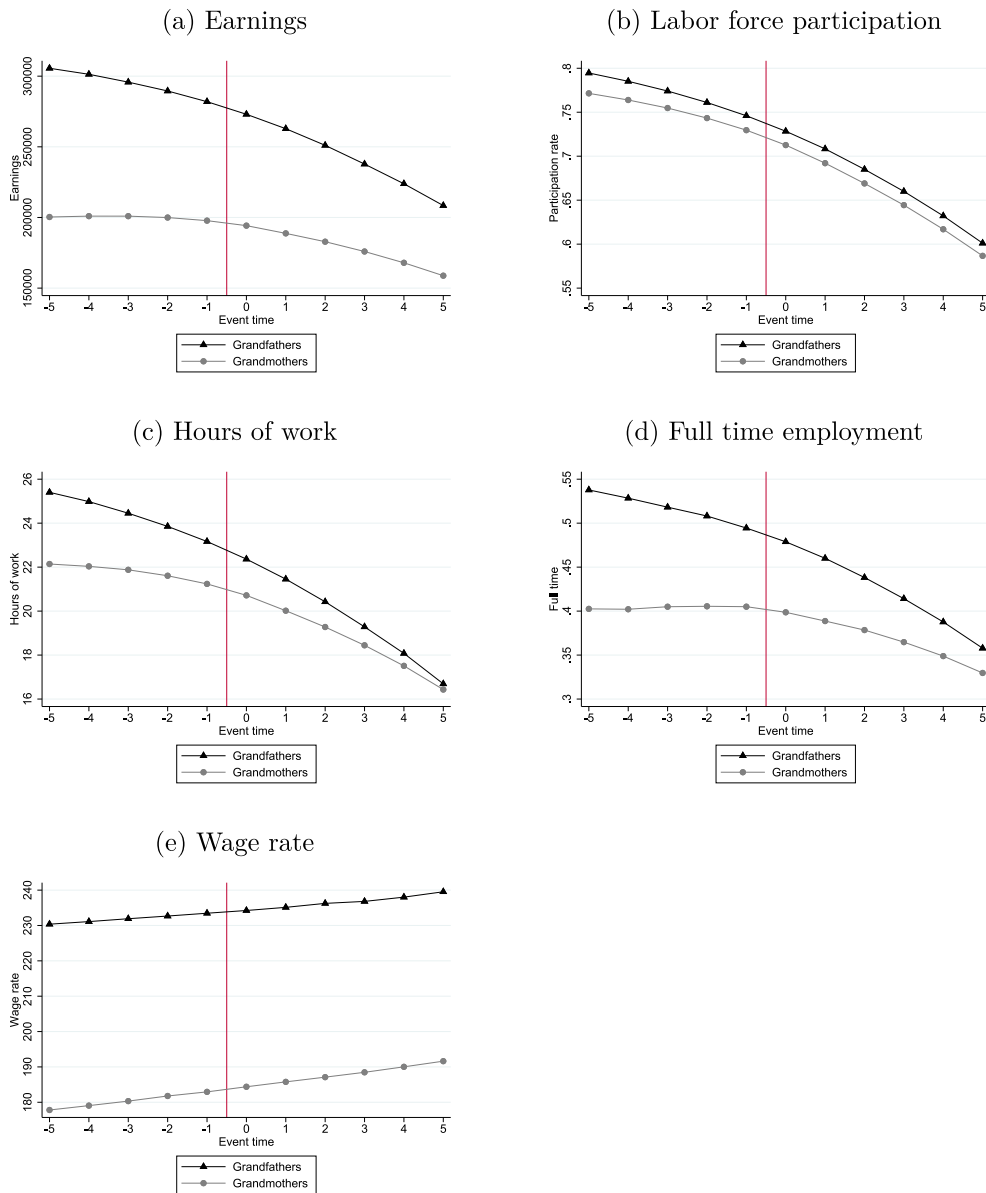 (a) Earnings
(b) Labor force participation
300000
250000
200000
150000
Earnings
-5 -4 -3 -2 -1 0 1 2 3 4 5
Event time
Grandfathers
Grandmothers
.8
.75
.7
.65
.6
.55
Participation rate
-5 -4 -3 -2 -1 0 1 2 3 4 5
Event time
Grandfathers
Grandmothers
(c) Hours of work
(d) Full time employment
26
24
22
20
18
16
Hours of work
-5 -4 -3 -2 -1 0 1 2 3 4 5
Event time
Grandfathers
Grandmothers
.55
.5
.45
.4
.35
.3
Full time
-5 -4 -3 -2 -1 0 1 2 3 4 5
Event time
Grandfathers
Grandmothers
(e) Wage rate
240
230
220
210
200
190
180
Wage rate
-5 -4 -3 -2 -1 0 1 2 3 4 5
Event time
Grandfathers
Grandmothers